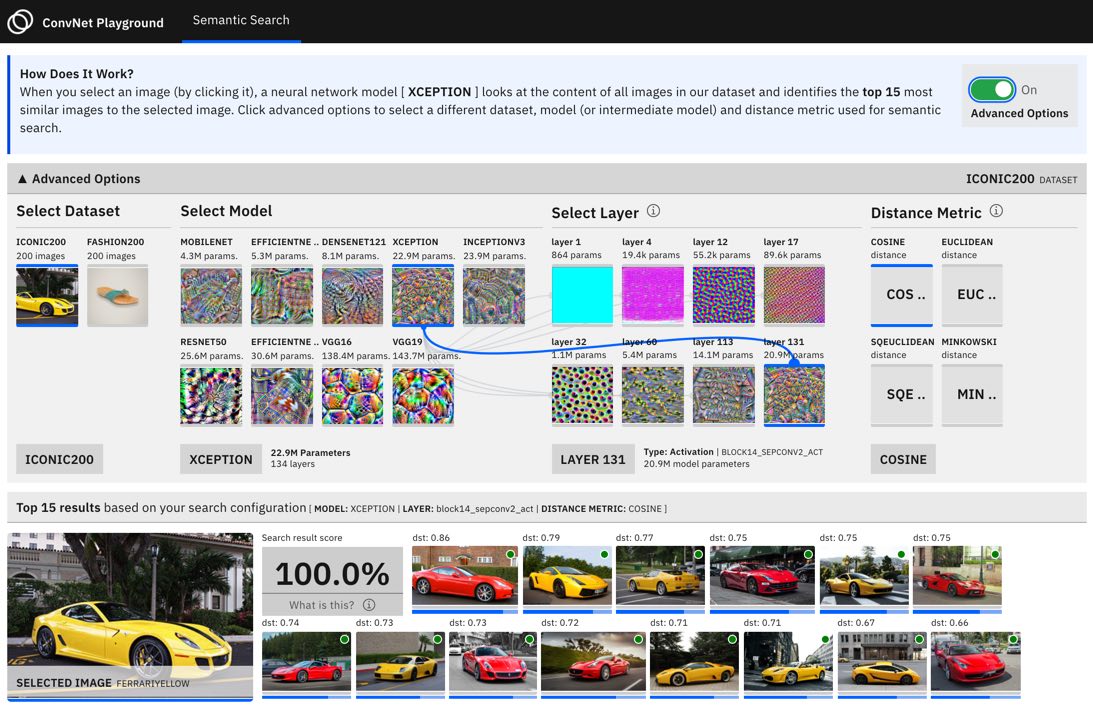 ConvNet Playground
Semantic Search
How Does It Work?
When you select an image (by clicking it), a neural network model [ XCEPTION ] looks at the content of all images in our dataset and identifies the top 15 most
similar images to the selected image. Click advanced options to select a different dataset, model (or intermediate model) and distance metric used for semantic
search.
On
Advanced Options
▲ Advanced Options
ICONIC200 DATASET
Select Dataset
Select Model
Select Layer
Distance Metric
ICONIC200
200 images
FASHION200
200 images
MOBILENET
4.3M params.
EFFICIENTNE ..
5.3M params.
DENSENET121
8.1M params.
XCEPTION
22.9M params.
INCEPTIONV3
23.9M params.
layer 1
864 params
layer 4
19.4k params
layer 12
55.2k params
layer 17
89.6k params
COSINE
distance
COS ..
EUCLIDEAN
distance
EUC ..
RESNET50
25.6M params.
EFFICIENTNE ..
30.6M params.
VGG16
138.4M params.
VGG19
143.7M params.
layer 32
1.1M params
layer 60
5.4M params
layer 113
14.1M params
layer 131
20.9M params
SQEUCLIDEAN
distance
SQE ..
MINKOWSKI
distance
MIN ..
ICONIC200
XCEPTION
22.9M Parameters
134 layers
LAYER 131
Type: Activation | BLOCK14_SEPCONV2_ACT
20.9M model parameters
COSINE
Top 15 results based on your search configuration [ MODEL: XCEPTION | LAYER: block14_sepconv2_act | DISTANCE METRIC: COSINE ]
SELECTED IMAGE FERRARIYELLOW
Search result score
100.0%
What is this?
dst: 0.86
dst: 0.79
dst: 0.77
dst: 0.75
dst: 0.75
dst: 0.75
dst: 0.74
dst: 0.73
dst: 0.73
dst: 0.72
dst: 0.71
dst: 0.71
dst: 0.67
dst: 0.66